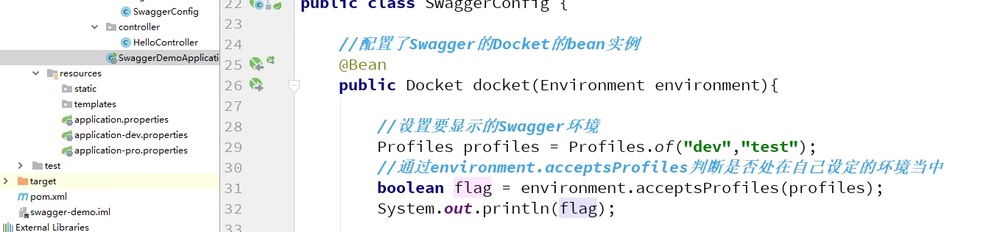 SwaggerConfig
controller
HelloController
SwaggerDemoApplicati
resources
static
templates
application.properties
application-dev.properties
application-pro.properties
test
target
pom.xml
swagger-demo.iml
External Libraries
22 public class SwaggerConfig {
23
24 //配置了Swagger的Docket的bean实例
25 @Bean
26 public Docket docket(Environment environment){
27
28 //设置要显示的Swagger环境
29 Profiles profiles = Profiles.of("dev","test");
30 //通过environment.acceptsProfiles判断是否处在自己设定的环境当中
31 boolean flag = environment.acceptsProfiles(profiles);
32 System.out.println(flag);
33